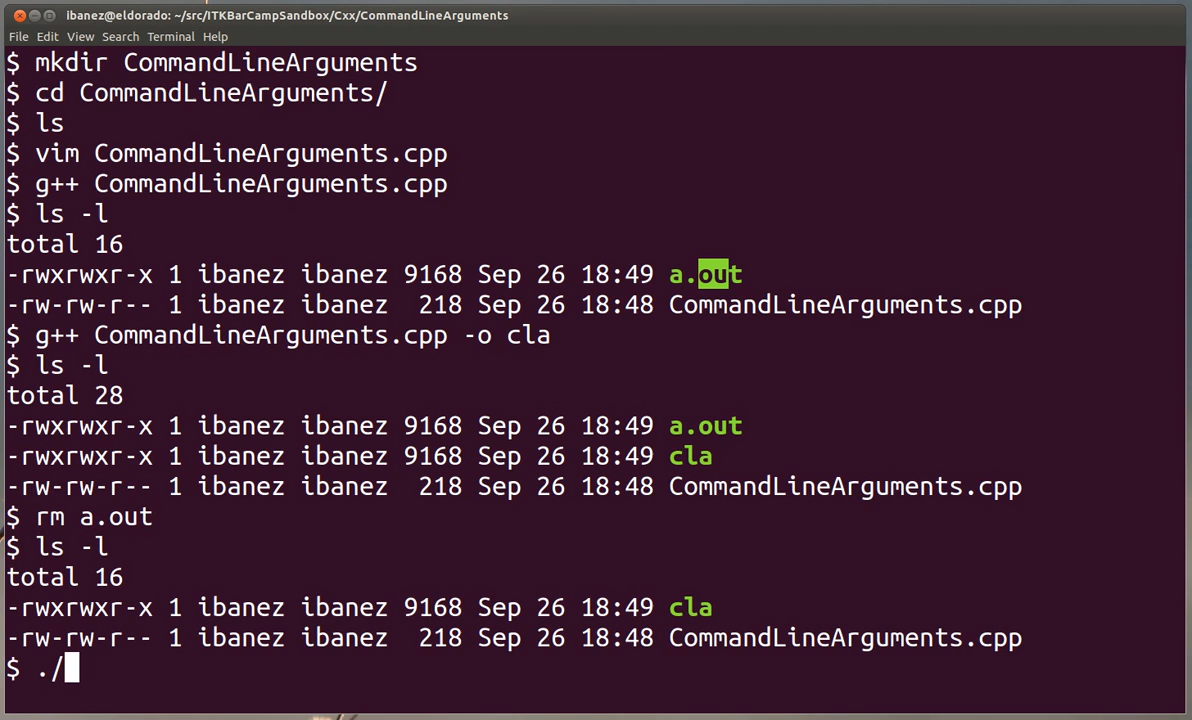 ibanez@eldorado: ~/src/ITKBarCampSandbox/Cxx/CommandLineArguments
File Edit View Search Terminal Help
$ mkdir CommandLineArguments
$ cd CommandLineArguments/
$ ls
$ vim CommandLineArguments.cpp
$ g++ CommandLineArguments.cpp
$ ls -l
total 16
-rwxrwxr-x 1 ibanez ibanez 9168 Sep 26 18:49 a.out
-rw-rw-r-- 1 ibanez ibanez  218 Sep 26 18:48 CommandLineArguments.cpp
$ g++ CommandLineArguments.cpp -o cla
$ ls -l
total 28
-rwxrwxr-x 1 ibanez ibanez 9168 Sep 26 18:49 a.out
-rwxrwxr-x 1 ibanez ibanez 9168 Sep 26 18:49 cla
-rw-rw-r-- 1 ibanez ibanez  218 Sep 26 18:48 CommandLineArguments.cpp
$ rm a.out
$ ls -l
total 16
-rwxrwxr-x 1 ibanez ibanez 9168 Sep 26 18:49 cla
-rw-rw-r-- 1 ibanez ibanez  218 Sep 26 18:48 CommandLineArguments.cpp
$ ./